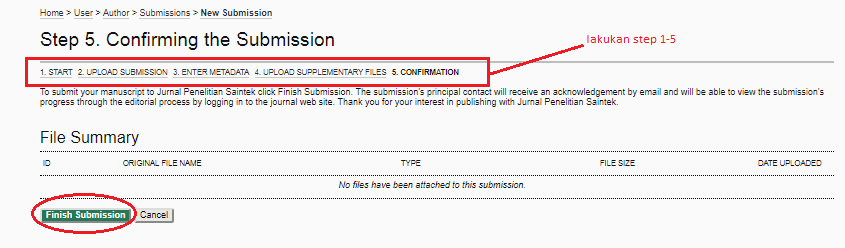 Home > User > Author > Submissions > New Submission
Step 5. Confirming the Submission
lakukan step 1-5
1. START 2. UPLOAD SUBMISSION 3. ENTER METADATA 4. UPLOAD SUPPLEMENTARY FILES 5. CONFIRMATION
To submit your manuscript to Jurnal Penelitian Saintek click Finish Submission. The submission's principal contact will receive an acknowledgement by email and will be able to view the submission's
progress through the editorial process by logging in to the journal web site. Thank you for your interest in publishing with Jurnal Penelitian Saintek.
File Summary
ID ORIGINAL FILE NAME TYPE FILE SIZE DATE UPLOADED
No files have been attached to this submission.
Finish Submission Cancel